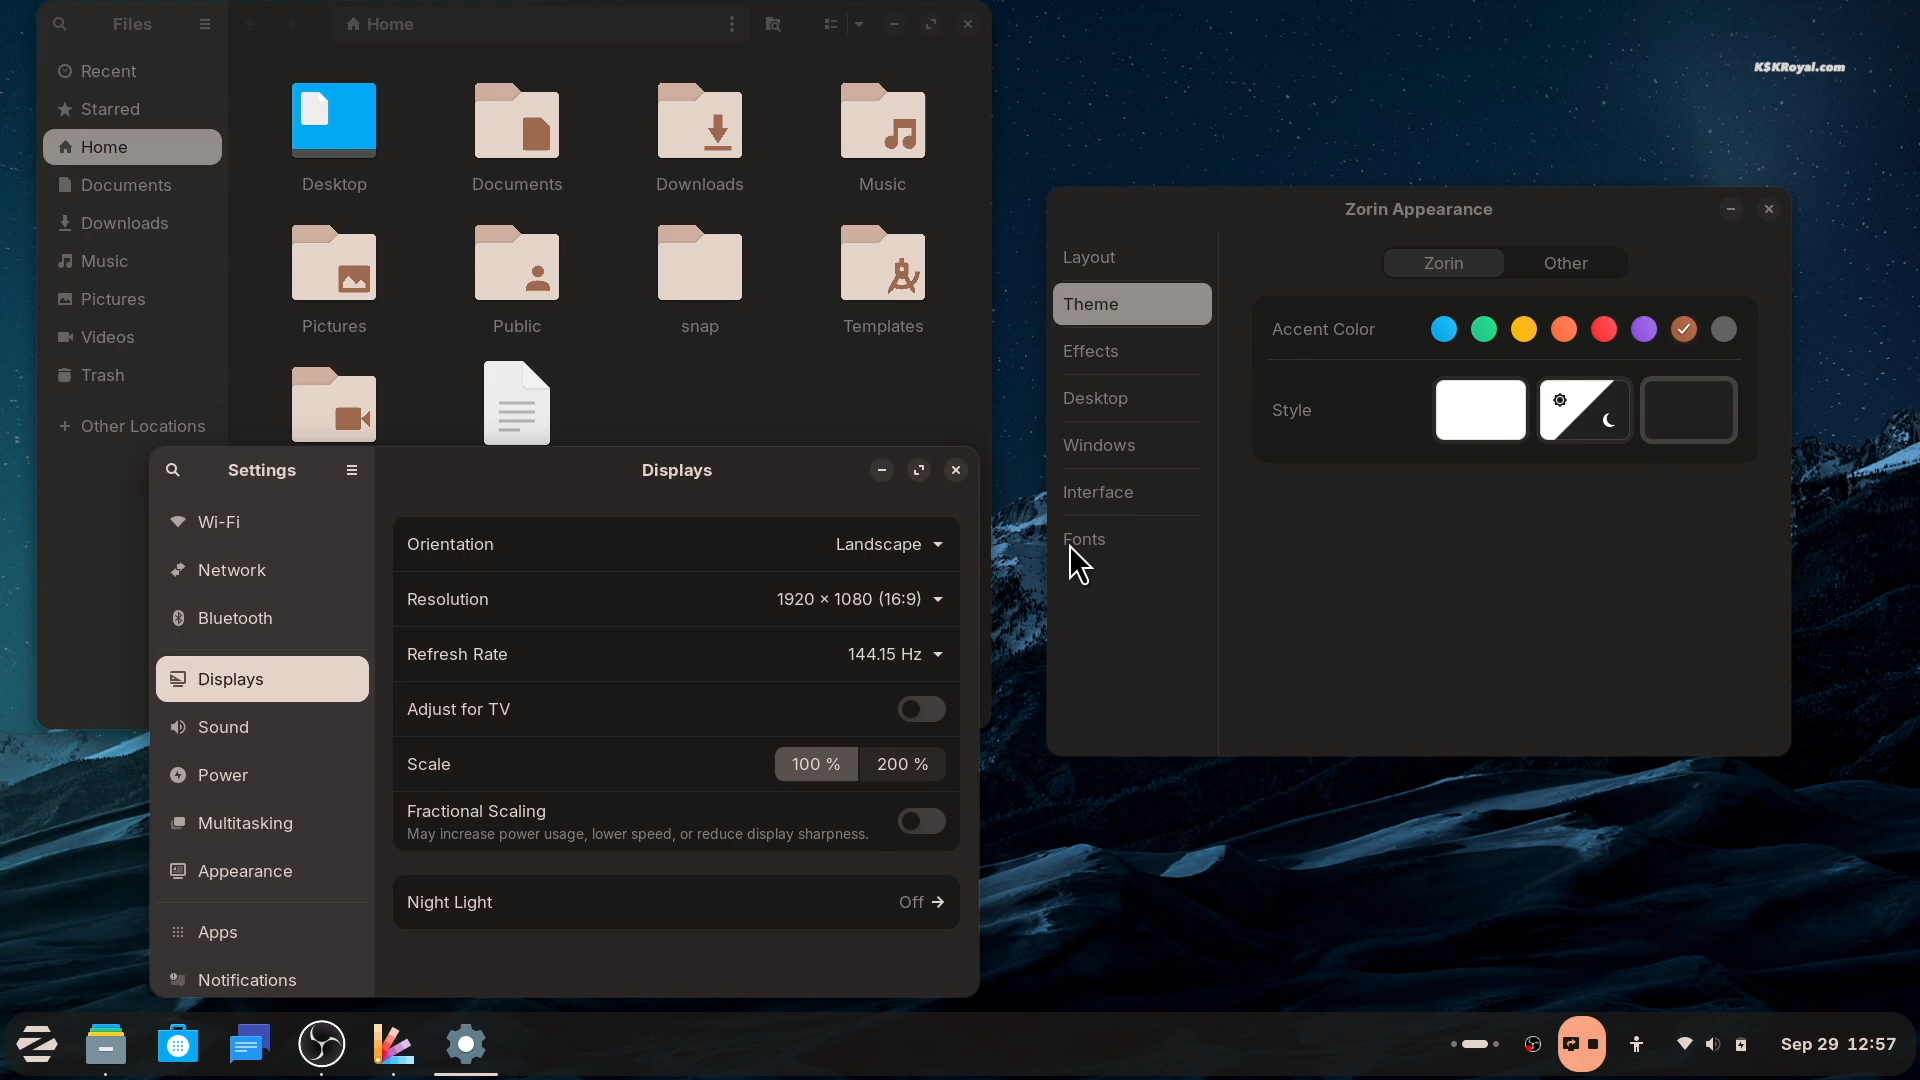 Files
Home
Recent
Starred
Home
Documents
Downloads
Music
Pictures
Videos
Trash
Other Locations
Desktop
Documents
Downloads
Music
Pictures
Public
snap
Templates
Settings
Wi-Fi
Network
Bluetooth
Displays
Sound
Power
Multitasking
Appearance
Apps
Notifications
Displays
Orientation
Landscape
Resolution
1920 × 1080 (16:9)
Refresh Rate
144.15 Hz
Adjust for TV
Scale
100 %
200 %
Fractional Scaling
May increase power usage, lower speed, or reduce display sharpness.
Night Light
Off
KSKRoyal.com
Zorin Appearance
Layout
Theme
Effects
Desktop
Windows
Interface
Fonts
Zorin
Other
Accent Color
Style
Sep 29 12:57